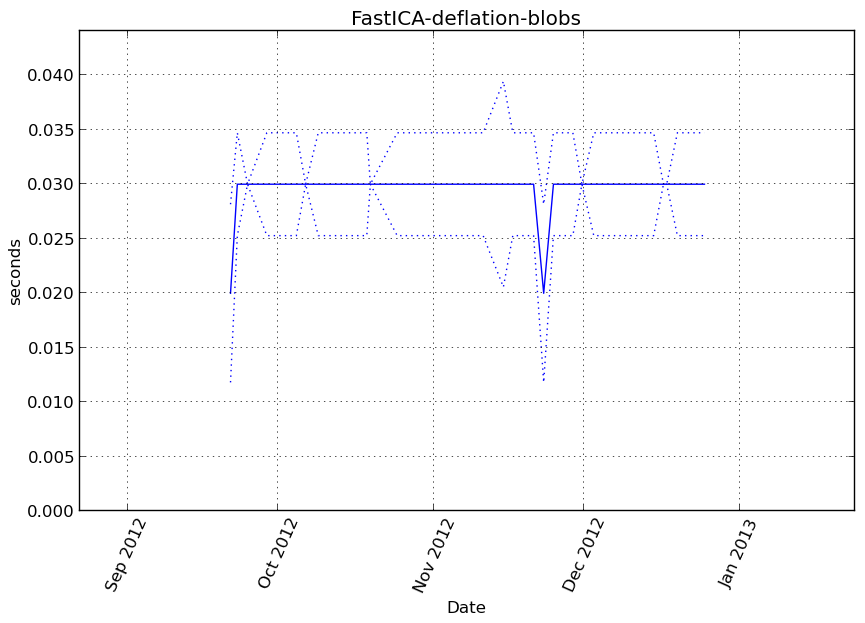 FastICA-deflation-blobs
0.040
0.035
0.030
0.025
0.020
0.015
0.010
0.005
0.000
seconds
Sep 2012
Oct 2012
Nov 2012
Dec 2012
Jan 2013
Date